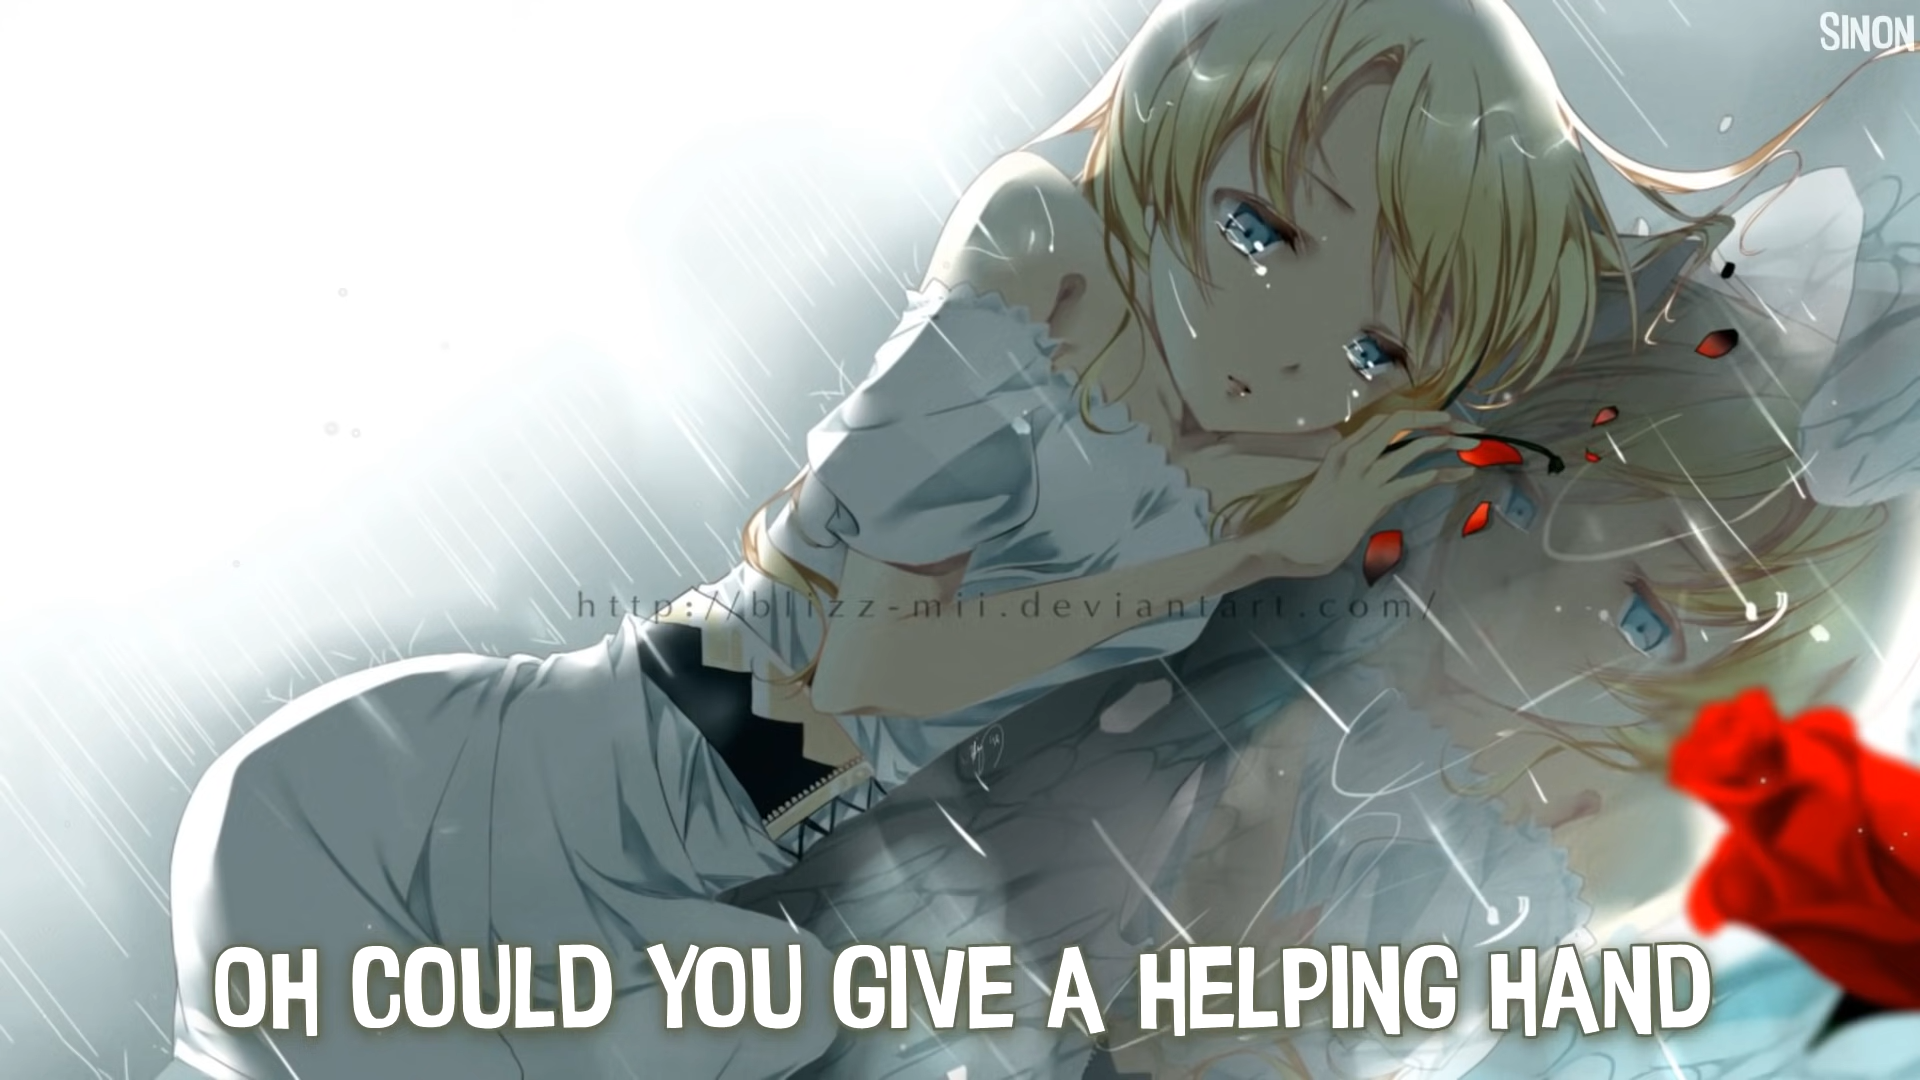 SINON
http://blizz-mii.deviantart.com/
OH COULD YOU GIVE A HELPING HAND